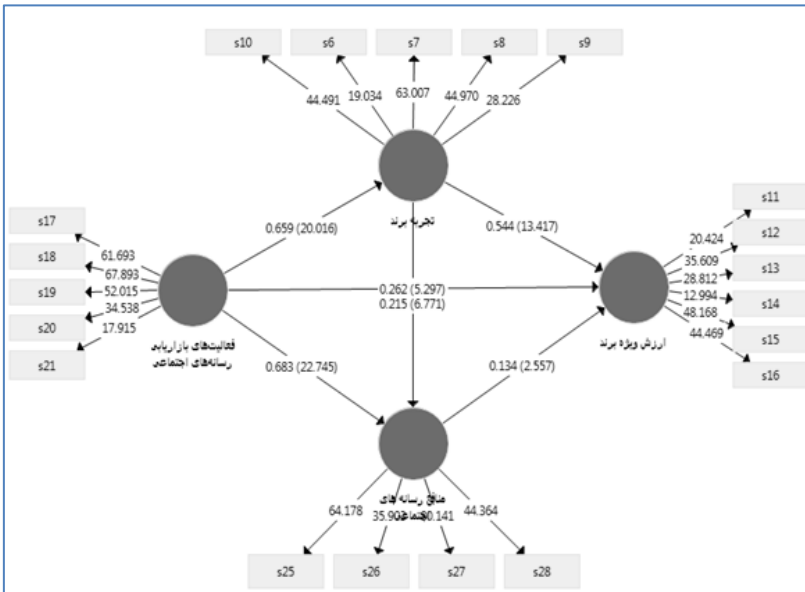 s10
s6
s7
s8
s9
44.491
19.034
63.007
44.970
28.226
تجربه برند
s17
s18
s19
s20
s21
61.693
67.893
52.015
34.538
17.915
0.659 (20.016)
0.544 (13.417)
0.262 (5.297)
0.215 (6.771)
0.683 (22.745)
0.134 (2.557)
فعالیت‌های بازاریابی
رسانه‌های اجتماعی
s11
s12
s13
s14
s15
s16
20.424
35.609
28.812
12.994
48.168
44.469
ارزش ویژه برند
منافع رسانه های
اجتماعی
64.178
44.364
s25
s26
s27
s28